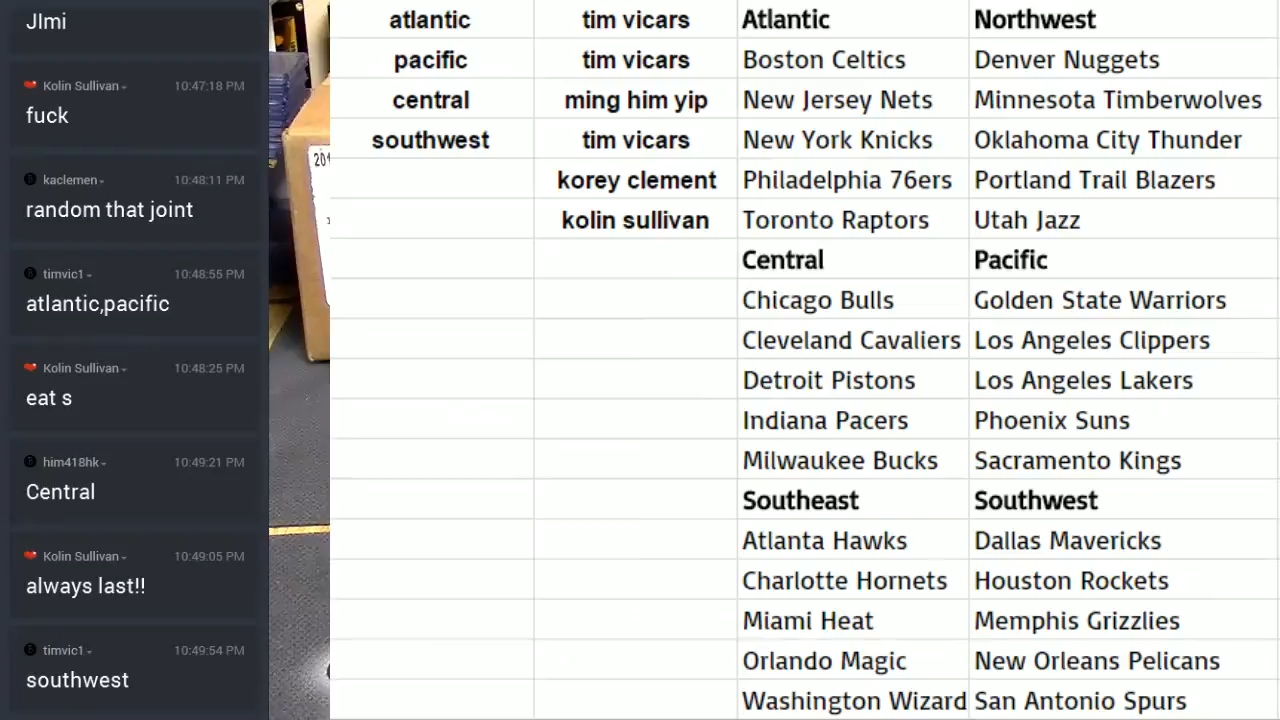 JImi
Kolin Sullivan
10:47:18 PM
fuck
kaclemen
10:48:11 PM
random that joint
timvic1
10:48:55 PM
atlantic,pacific
Kolin Sullivan
10:48:25 PM
eat s
him418hk
10:49:21 PM
Central
Kolin Sullivan
10:49:05 PM
always last!!
timvic1
10:49:54 PM
southwest
201
atlantic tim vicars Atlantic Northwest
pacific tim vicars Boston Celtics Denver Nuggets
central ming him yip New Jersey Nets Minnesota Timberwolves
southwest tim vicars New York Knicks Oklahoma City Thunder
korey clement Philadelphia 76ers Portland Trail Blazers
kolin sullivan Toronto Raptors Utah Jazz
Central Pacific
Chicago Bulls Golden State Warriors
Cleveland Cavaliers Los Angeles Clippers
Detroit Pistons Los Angeles Lakers
Indiana Pacers Phoenix Suns
Milwaukee Bucks Sacramento Kings
Southeast Southwest
Atlanta Hawks Dallas Mavericks
Charlotte Hornets Houston Rockets
Miami Heat Memphis Grizzlies
Orlando Magic New Orleans Pelicans
Washington Wizard San Antonio Spurs